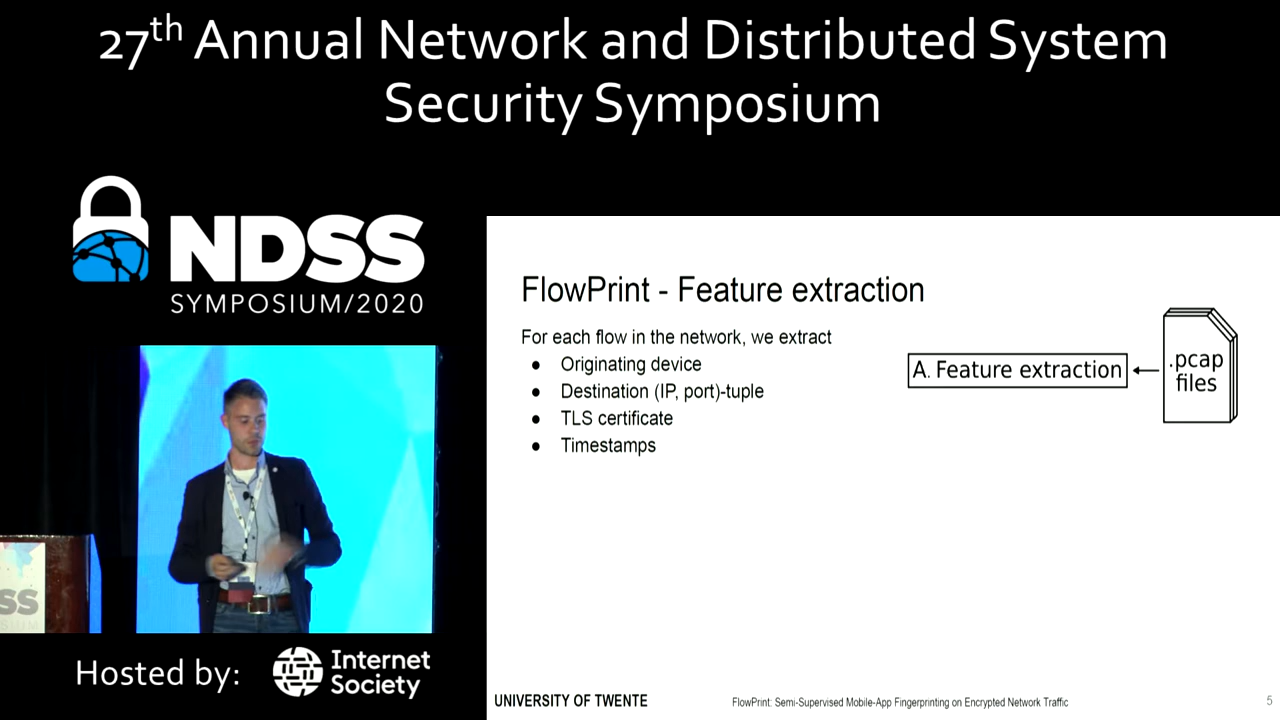 27th Annual Network and Distributed System
Security Symposium
NDSS
SYMPOSIUM/2020
FlowPrint - Feature extraction
For each flow in the network, we extract
● Originating device
● Destination (IP, port)-tuple
● TLS certificate
● Timestamps
A. Feature extraction
.pcap
files
SS
Hosted by:
Internet
Society
UNIVERSITY OF TWENTE
FlowPrint: Semi-Supervised Mobile-App Fingerprinting on Encrypted Network Traffic
5